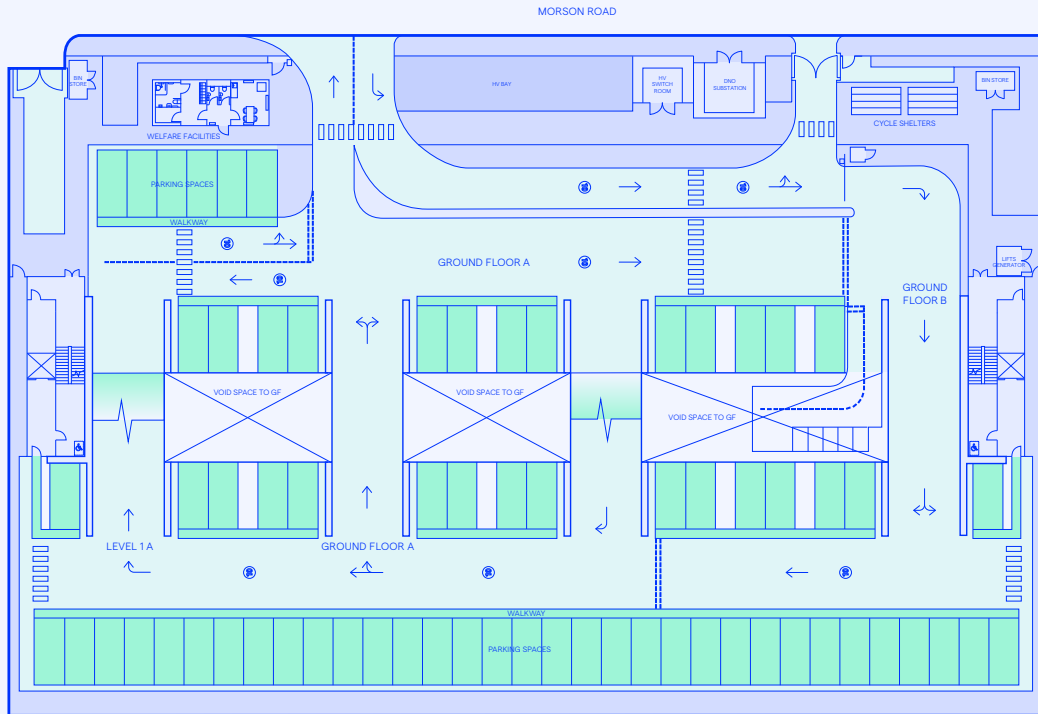 MORSON ROAD
BIN
STORE
HV BAY
HV
SWITCH
ROOM
DNO
SUBSTATION
BIN STORE
WELFARE FACILITIES
CYCLE SHELTERS
PARKING SPACES
WALKWAY
GROUND FLOOR A
LIFTS
GENERATOR
GROUND
FLOOR B
VOID SPACE TO GF
VOID SPACE TO GF
VOID SPACE TO GF
LEVEL 1 A
GROUND FLOOR A
WALKWAY
PARKING SPACES